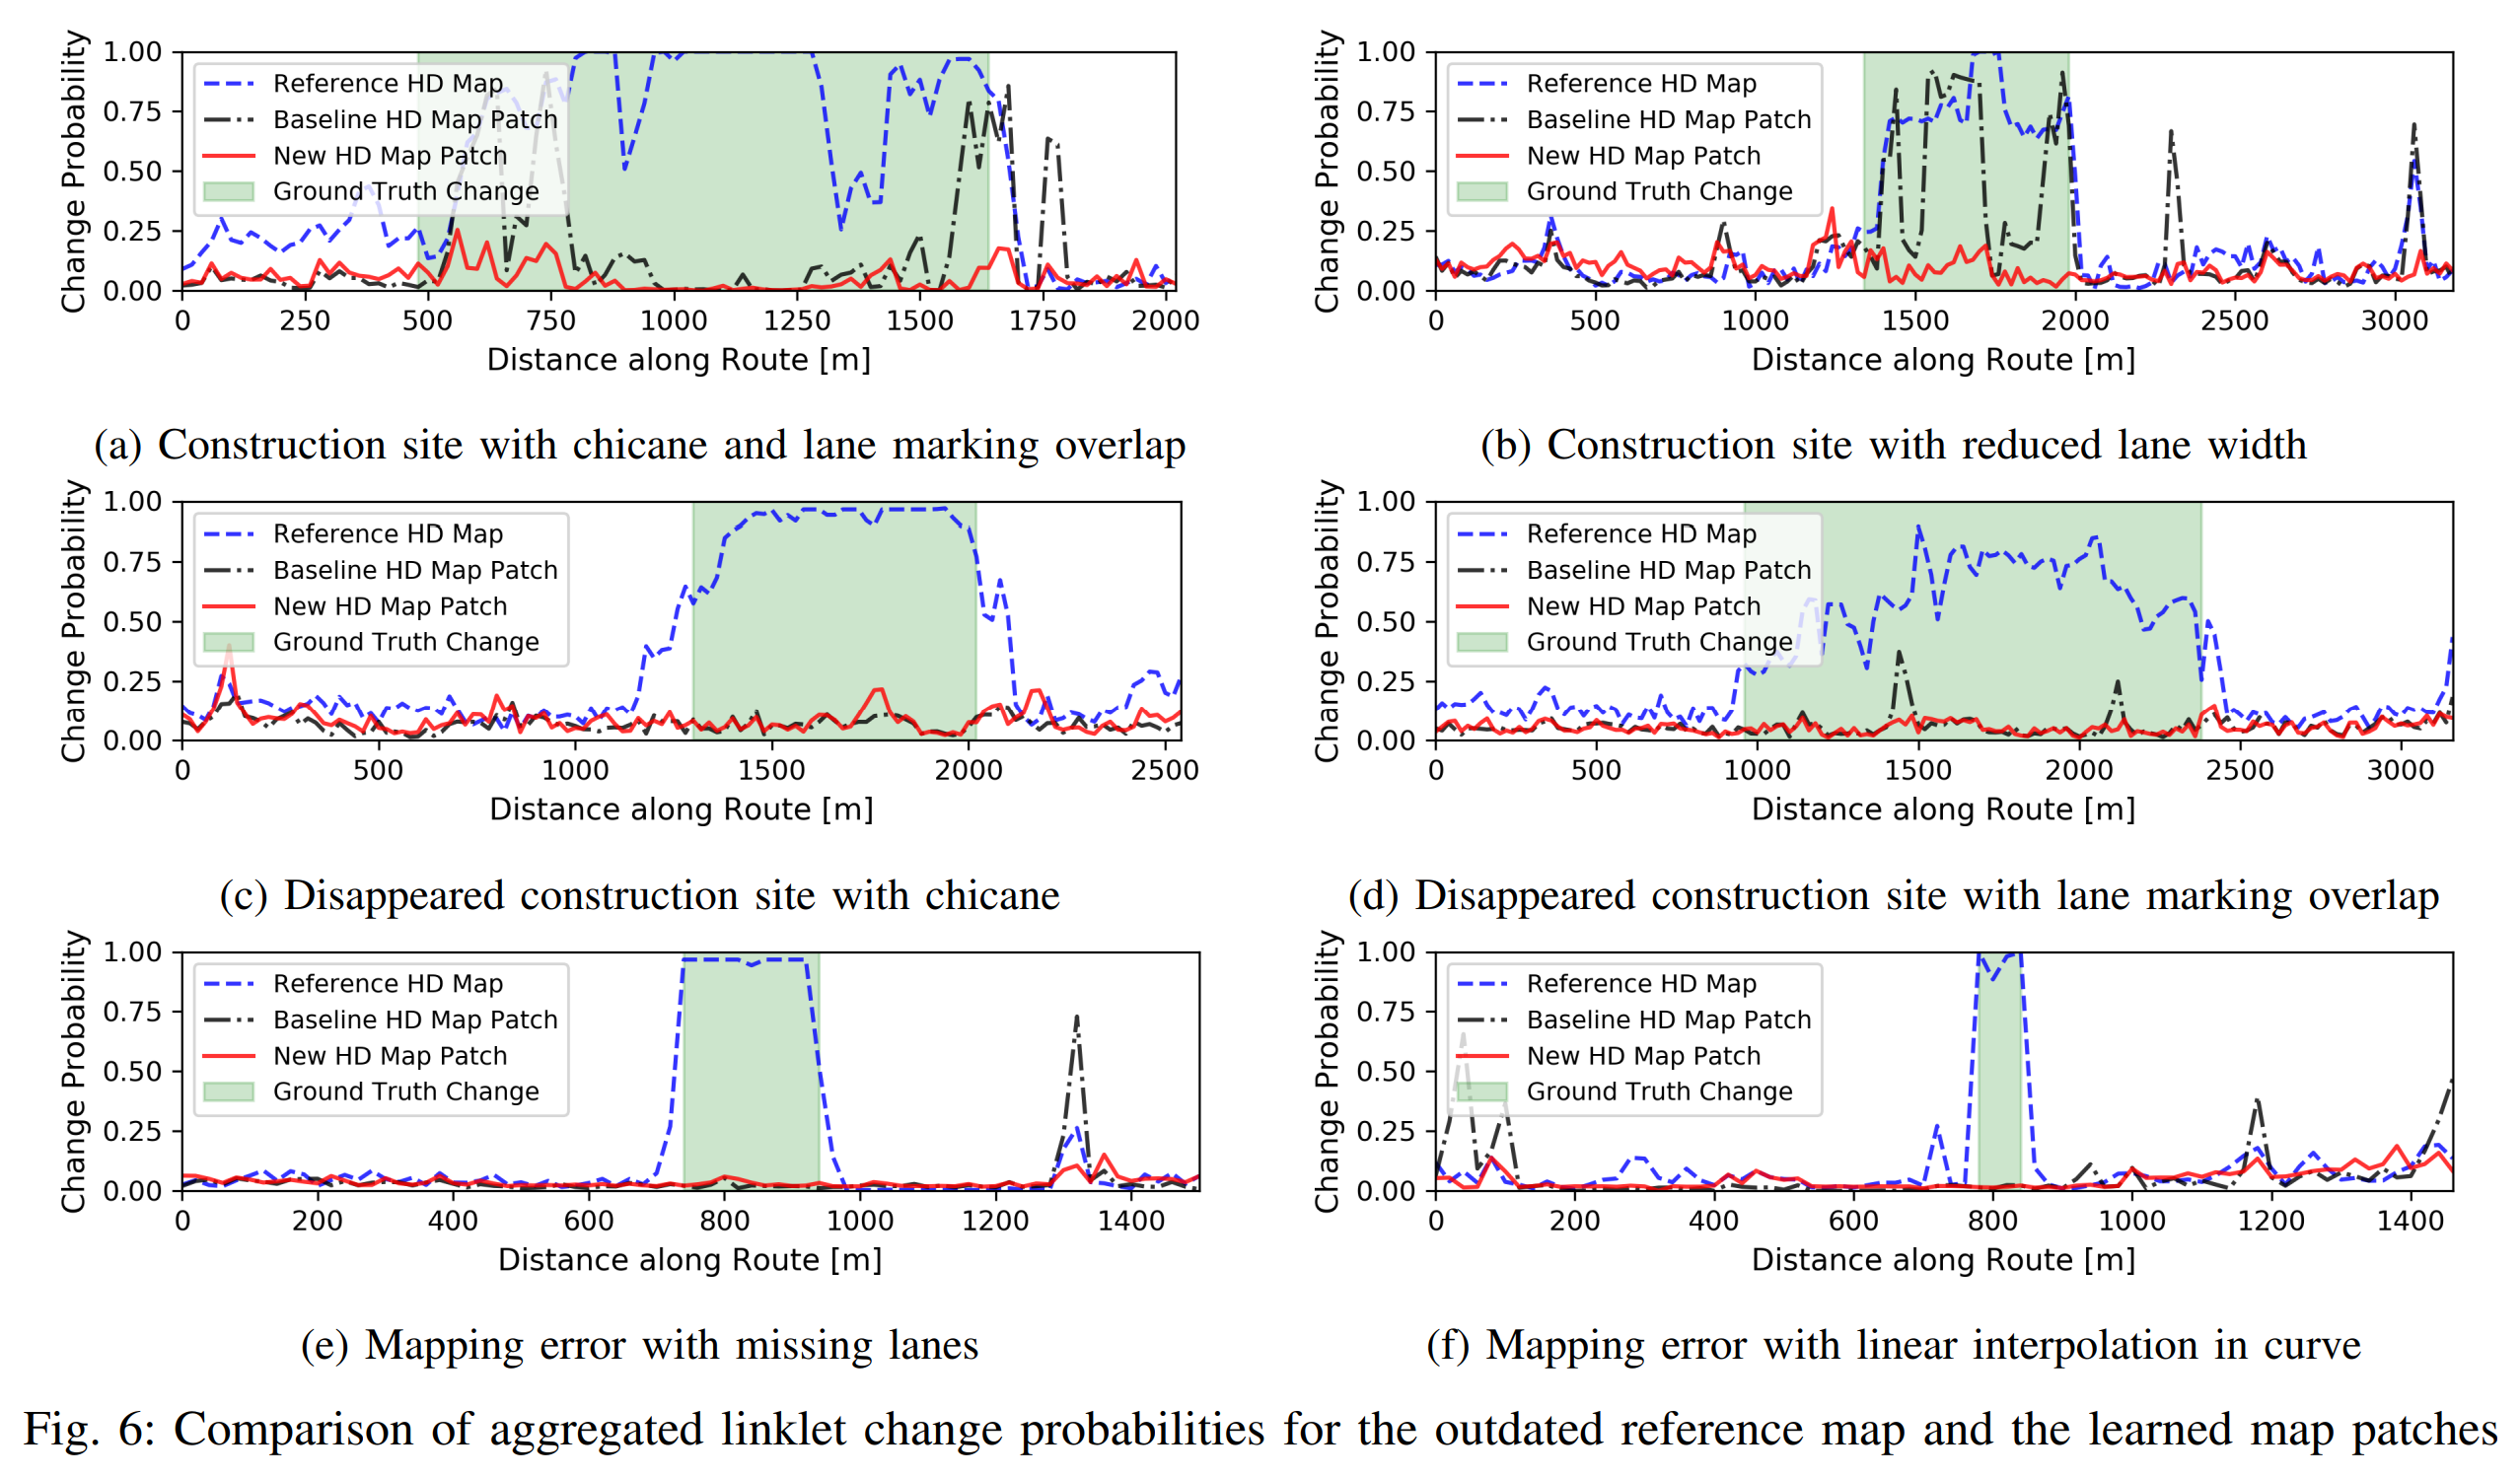 Change Probability
1.00
0.75
0.50
0.25
0.00
Reference HD Map
Baseline HD Map Patch
New HD Map Patch
Ground Truth Change
0 250 500 750 1000 1250 1500 1750 2000
Distance along Route [m]
(a) Construction site with chicane and lane marking overlap
Change Probability
1.00
0.75
0.50
0.25
0.00
Reference HD Map
Baseline HD Map Patch
New HD Map Patch
Ground Truth Change
0 500 1000 1500 2000 2500 3000
Distance along Route [m]
(b) Construction site with reduced lane width
Change Probability
1.00
0.75
0.50
0.25
0.00
Reference HD Map
Baseline HD Map Patch
New HD Map Patch
Ground Truth Change
0 500 1000 1500 2000 2500
Distance along Route [m]
(c) Disappeared construction site with chicane
Change Probability
1.00
0.75
0.50
0.25
0.00
Reference HD Map
Baseline HD Map Patch
New HD Map Patch
Ground Truth Change
0 500 1000 1500 2000 2500 3000
Distance along Route [m]
(d) Disappeared construction site with lane marking overlap
Change Probability
1.00
0.75
0.50
0.25
0.00
Reference HD Map
Baseline HD Map Patch
New HD Map Patch
Ground Truth Change
0 200 400 600 800 1000 1200 1400
Distance along Route [m]
(e) Mapping error with missing lanes
Change Probability
1.00
0.75
0.50
0.25
0.00
Reference HD Map
Baseline HD Map Patch
New HD Map Patch
Ground Truth Change
0 200 400 600 800 1000 1200 1400
Distance along Route [m]
(f) Mapping error with linear interpolation in curve
Fig. 6: Comparison of aggregated linklet change probabilities for the outdated reference map and the learned map patches